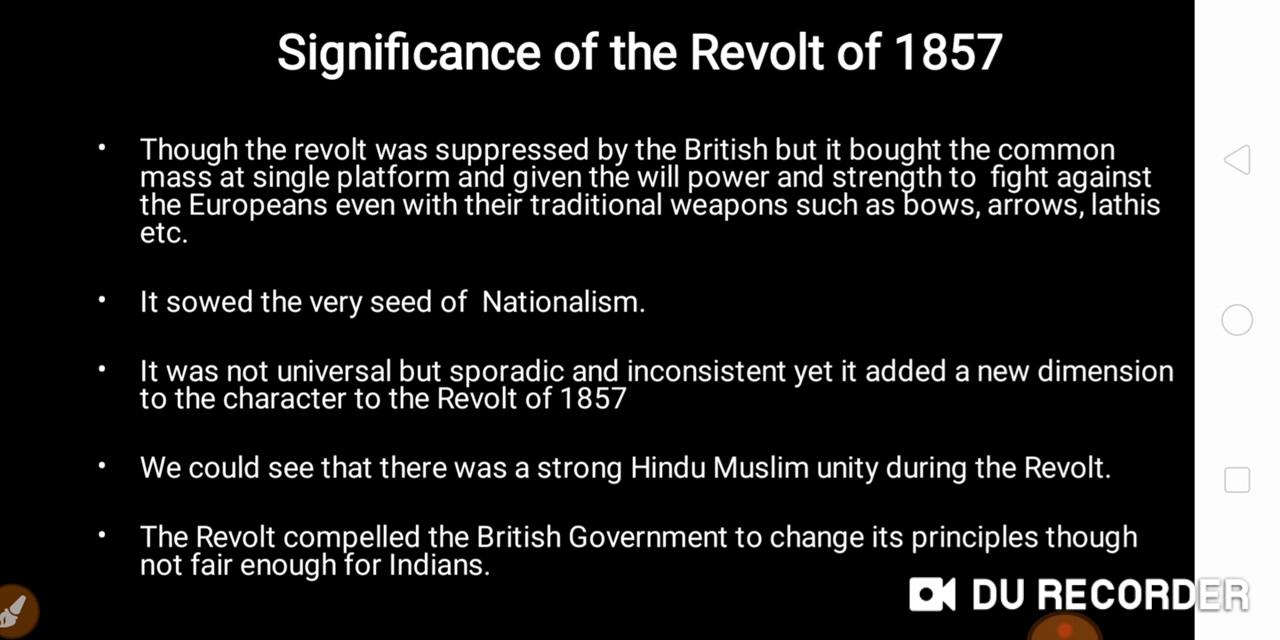 Significance of the Revolt of 1857
• Though the revolt was suppressed by the British but it bought the common
mass at single platform and given the will power and strength to  fight against
the Europeans even with their traditional weapons such as bows, arrows, lathis
etc.
• It sowed the very seed of  Nationalism.
• It was not universal but sporadic and inconsistent yet it added a new dimension
to the character to the Revolt of 1857
• We could see that there was a strong Hindu Muslim unity during the Revolt.
• The Revolt compelled the British Government to change its principles though
not fair enough for Indians.
DU RECORDER